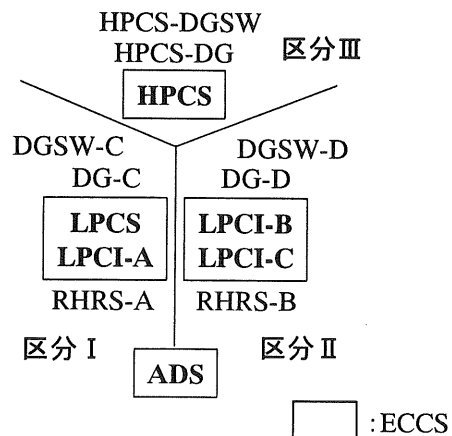 HPCS-DGSW
HPCS-DG
区分Ⅲ
HPCS
DGSW-C
DG-C
LPCS
LPCI-A
RHRS-A
区分Ⅰ
DGSW-D
DG-D
LPCI-B
LPCI-C
RHRS-B
区分Ⅱ
ADS
:ECCS